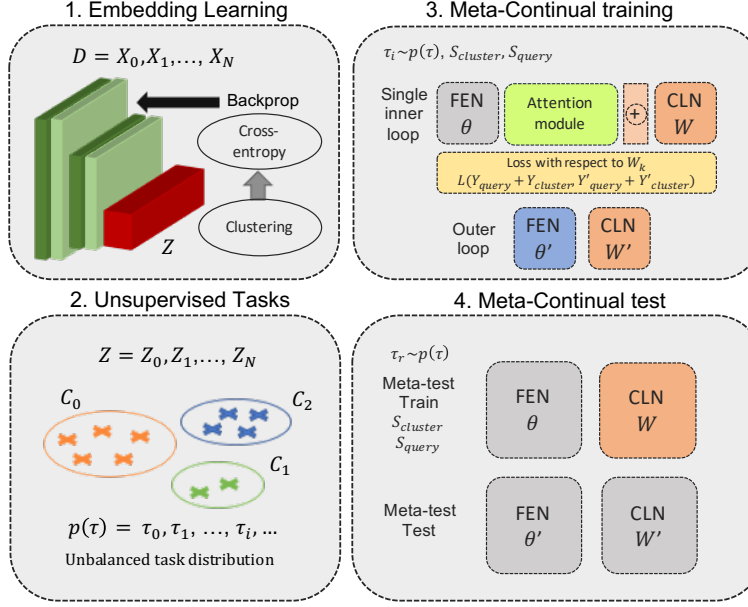 1. Embedding Learning
D = X_0, X_1,..., X_N
Backprop
Cross-
entropy
Clustering
Z
2. Unsupervised Tasks
Z = Z_0, Z_1,..., Z_N
C_0
C_2
C_1
p(τ) = τ_0, τ_1, ..., τ_i, ...
Unbalanced task distribution
3. Meta-Continual training
τ_i~p(τ), S_cluster, S_query
Single
inner
loop
FEN
θ
Attention
module
+
CLN
W
Loss with respect to W_k
L(Y_query + Y_cluster, Y'_query + Y'_cluster)
Outer
loop
FEN
θ'
CLN
W'
4. Meta-Continual test
τ_r~p(τ)
Meta-test
Train
S_cluster
S_query
FEN
θ
CLN
W
Meta-test
Test
FEN
θ'
CLN
W'